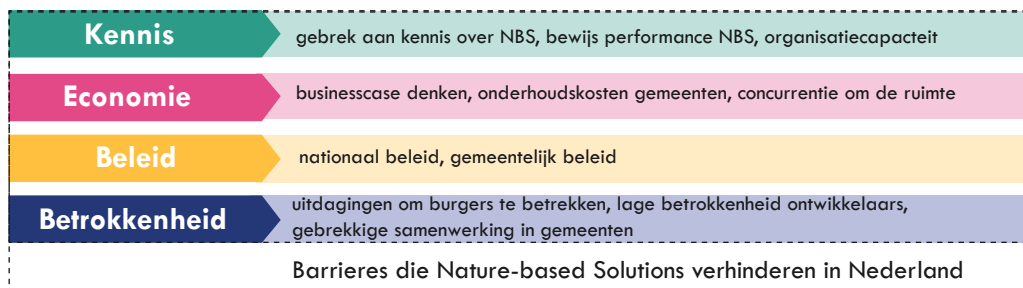 Kennis
gebrek aan kennis over NBS, bewijs performance NBS, organisatiecapacteit
Economie
businesscase denken, onderhoudskosten gemeenten, concurrentie om de ruimte
Beleid
nationaal beleid, gemeentelijk beleid
Betrokkenheid
uitdagingen om burgers te betrekken, lage betrokkenheid ontwikkelaars,
gebrekkige samenwerking in gemeenten
Barrieres die Nature-based Solutions verhinderen in Nederland